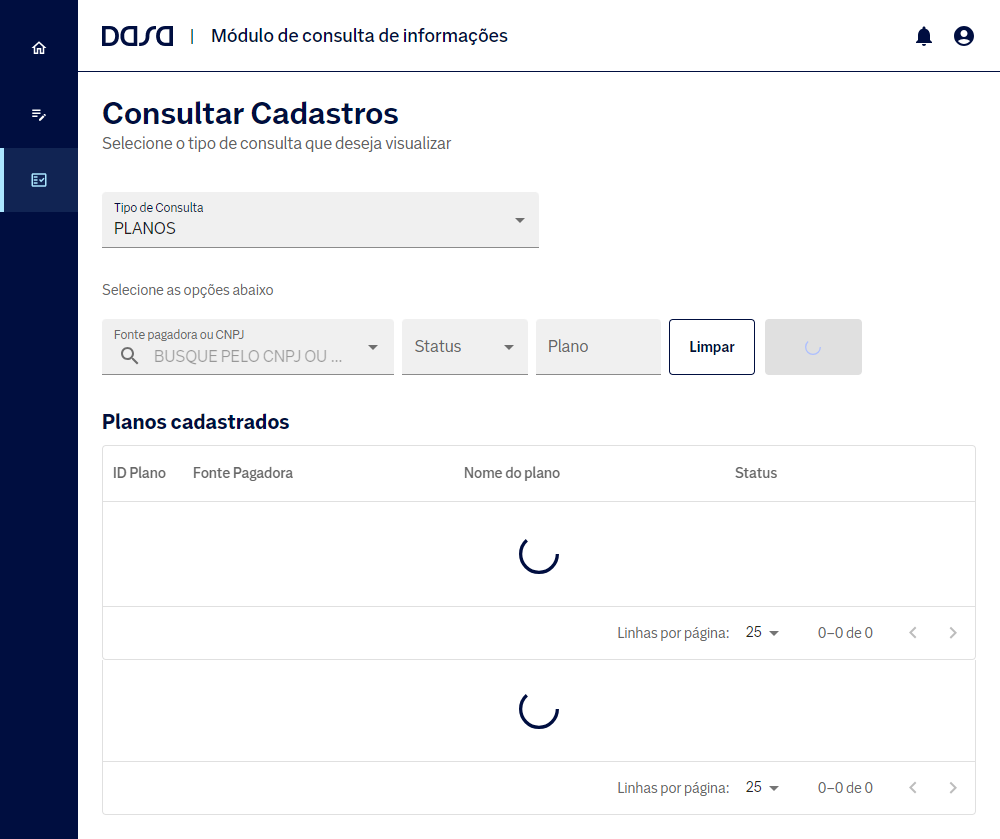 DASA | Módulo de consulta de informações
Consultar Cadastros
Selecione o tipo de consulta que deseja visualizar
Tipo de Consulta
PLANOS
Selecione as opções abaixo
Fonte pagadora ou CNPJ
BUSQUE PELO CNPJ OU ...
Status
Plano
Limpar
Planos cadastrados
ID Plano Fonte Pagadora Nome do plano Status
Linhas por página: 25 0–0 de 0
Linhas por página: 25 0–0 de 0